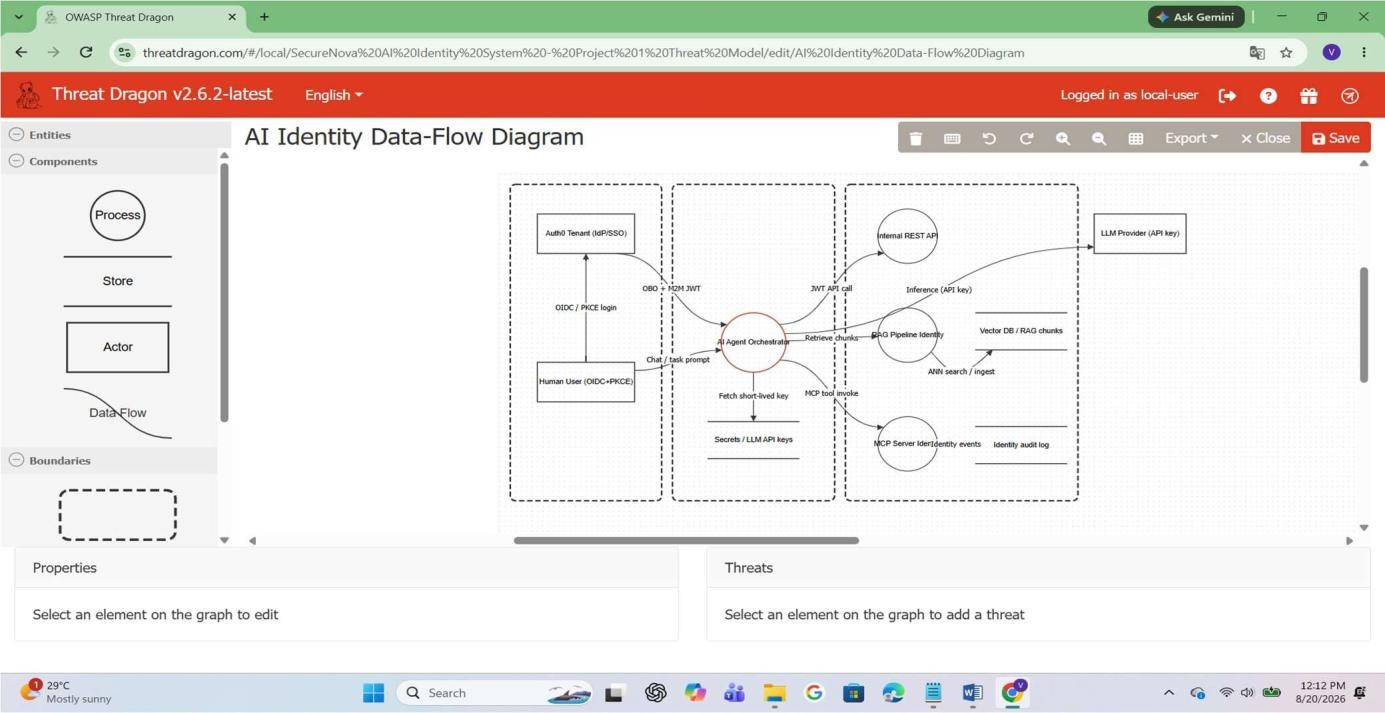 OWASP Threat Dragon
Ask Gemini
threatdragon.com/#/local/SecureNova%20AI%20Identity%20System%20-%20Project%201%20Threat%20Model/edit/AI%20Identity%20Data-Flow%20Diagram
V
Threat Dragon v2.6.2-latest
English
Logged in as local-user
Entities
Components
Process
Store
Actor
Data Flow
Boundaries
AI Identity Data-Flow Diagram
Export
Close
Save
Auth0 Tenant (IdP/SSO)
Internal REST API
LLM Provider (API key)
OBO + M2M JWT
JWT API call
Inference (API key)
OIDC / PKCE login
AI Agent Orchestrator
Retrieve chunks
RAG Pipeline Identity
Vector DB / RAG chunks
Chat / task prompt
ANN search / ingest
Human User (OIDC+PKCE)
Fetch short-lived key
MCP tool invoke
Secrets / LLM API keys
MCP Server
Identity events
Identity audit log
Properties
Threats
Select an element on the graph to edit
Select an element on the graph to add a threat
1
29°C
Mostly sunny
Search
V
12:12 PM
8/20/2026